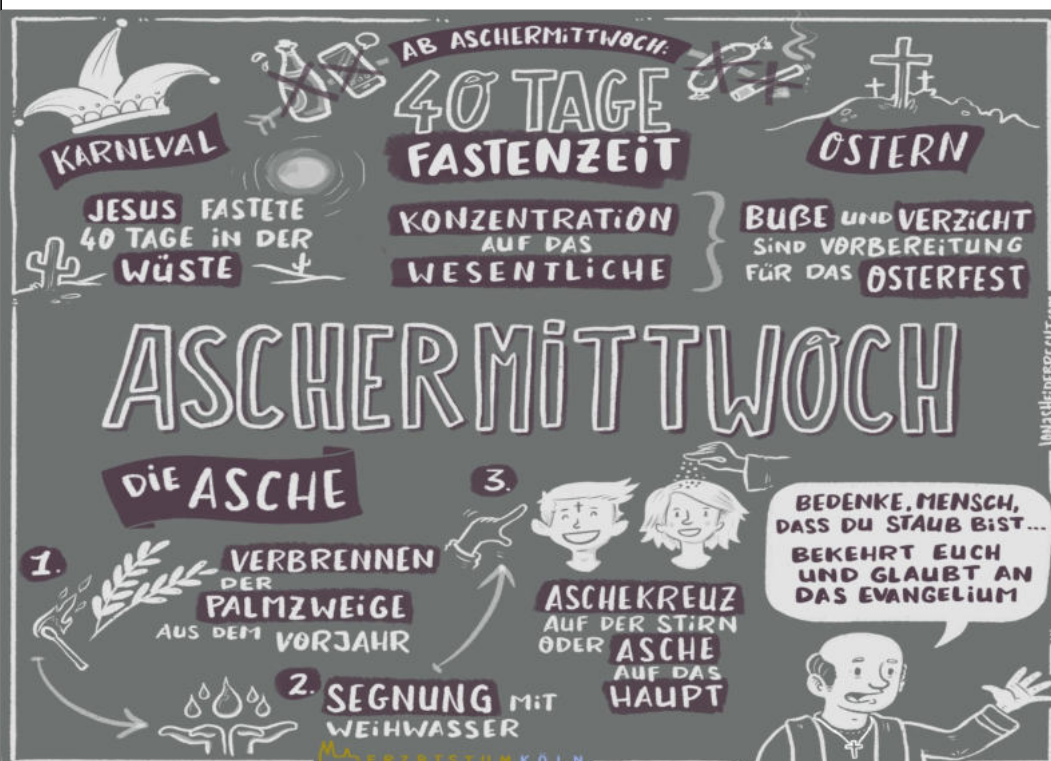 AB ASCHERMITTWOCH:
40 TAGE
FASTENZEIT
KARNEVAL
OSTERN
JESUS FASTETE
40 TAGE IN DER
WÜSTE
KONZENTRATION
AUF DAS
WESENTLICHE
BUßE UND VERZICHT
SIND VORBEREITUNG
FÜR DAS OSTERFEST
ASCHERMITTWOCH
DIE ASCHE
1.
VERBRENNEN
DER
PALMZWEIGE
AUS DEM VORJAHR
2. SEGNUNG MIT
WEIHWASSER
3.
ASCHEKREUZ
AUF DER STIRN
ODER ASCHE
AUF DAS
HAUPT
BEDENKE, MENSCH,
DASS DU STAUB BIST...
BEKEHRT EUCH
UND GLAUBT AN
DAS EVANGELIUM
ERZBISTUM KÖLN